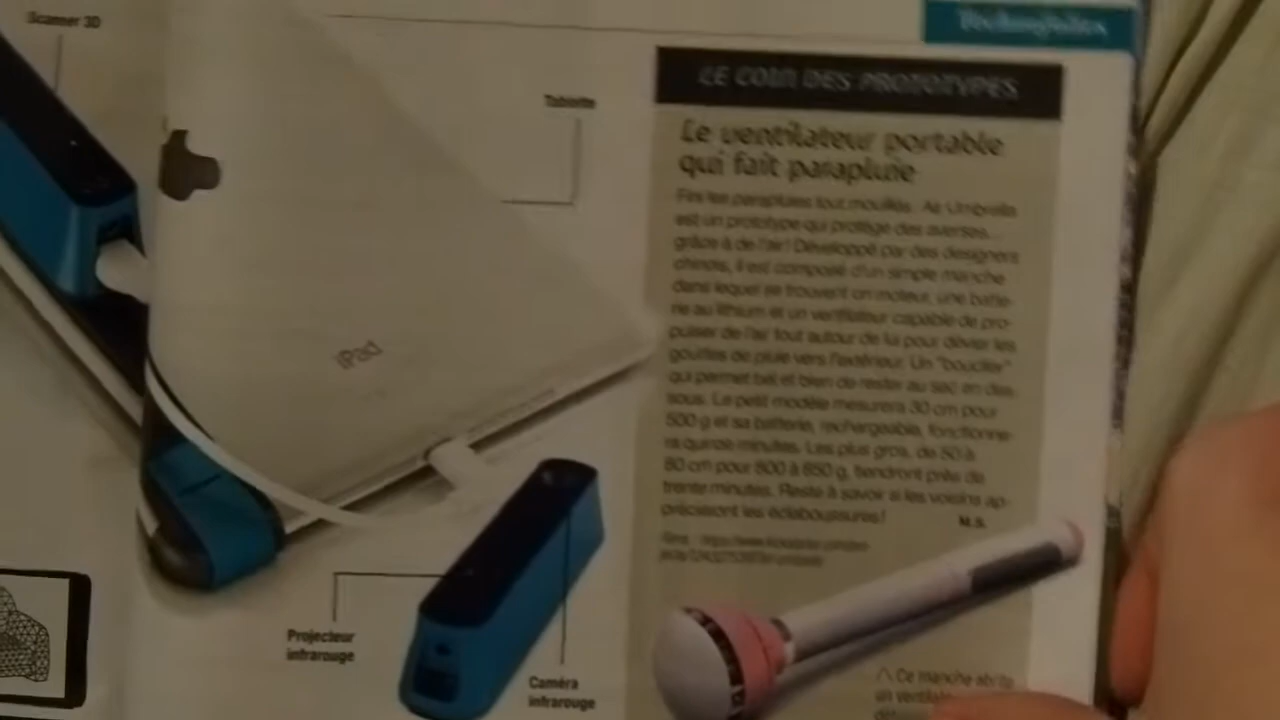 Scanner 3D
Tablette
iPad
Projecteur
infrarouge
Caméra
infrarouge
Technophiles
LE COIN DES PROTOTYPES
Le ventilateur portable
qui fait parapluie
Fini les parapluies tout mouillés. Air Umbrella
est un prototype qui protège des averses...
grâce à de l'air! Développé par des designers
chinois, il est composé d'un simple manche
dans lequel se trouvent un moteur, une batte-
rie au lithium et un ventilateur capable de pro-
pulser de l'air tout autour de lui pour dévier les
gouttes de pluie vers l'extérieur. Un "bouclier"
qui permet bel et bien de rester au sec en des-
sous. Le petit modèle mesurera 30 cm pour
500 g et sa batterie, rechargeable, fonctionne-
ra quinze minutes. Les plus gros, de 50 à
80 cm pour 800 à 850 g, tiendront près de
trente minutes. Reste à savoir si les voisins ap-
précieront les éclaboussures!
M.S.
Ce manche abrite
un ventilateur